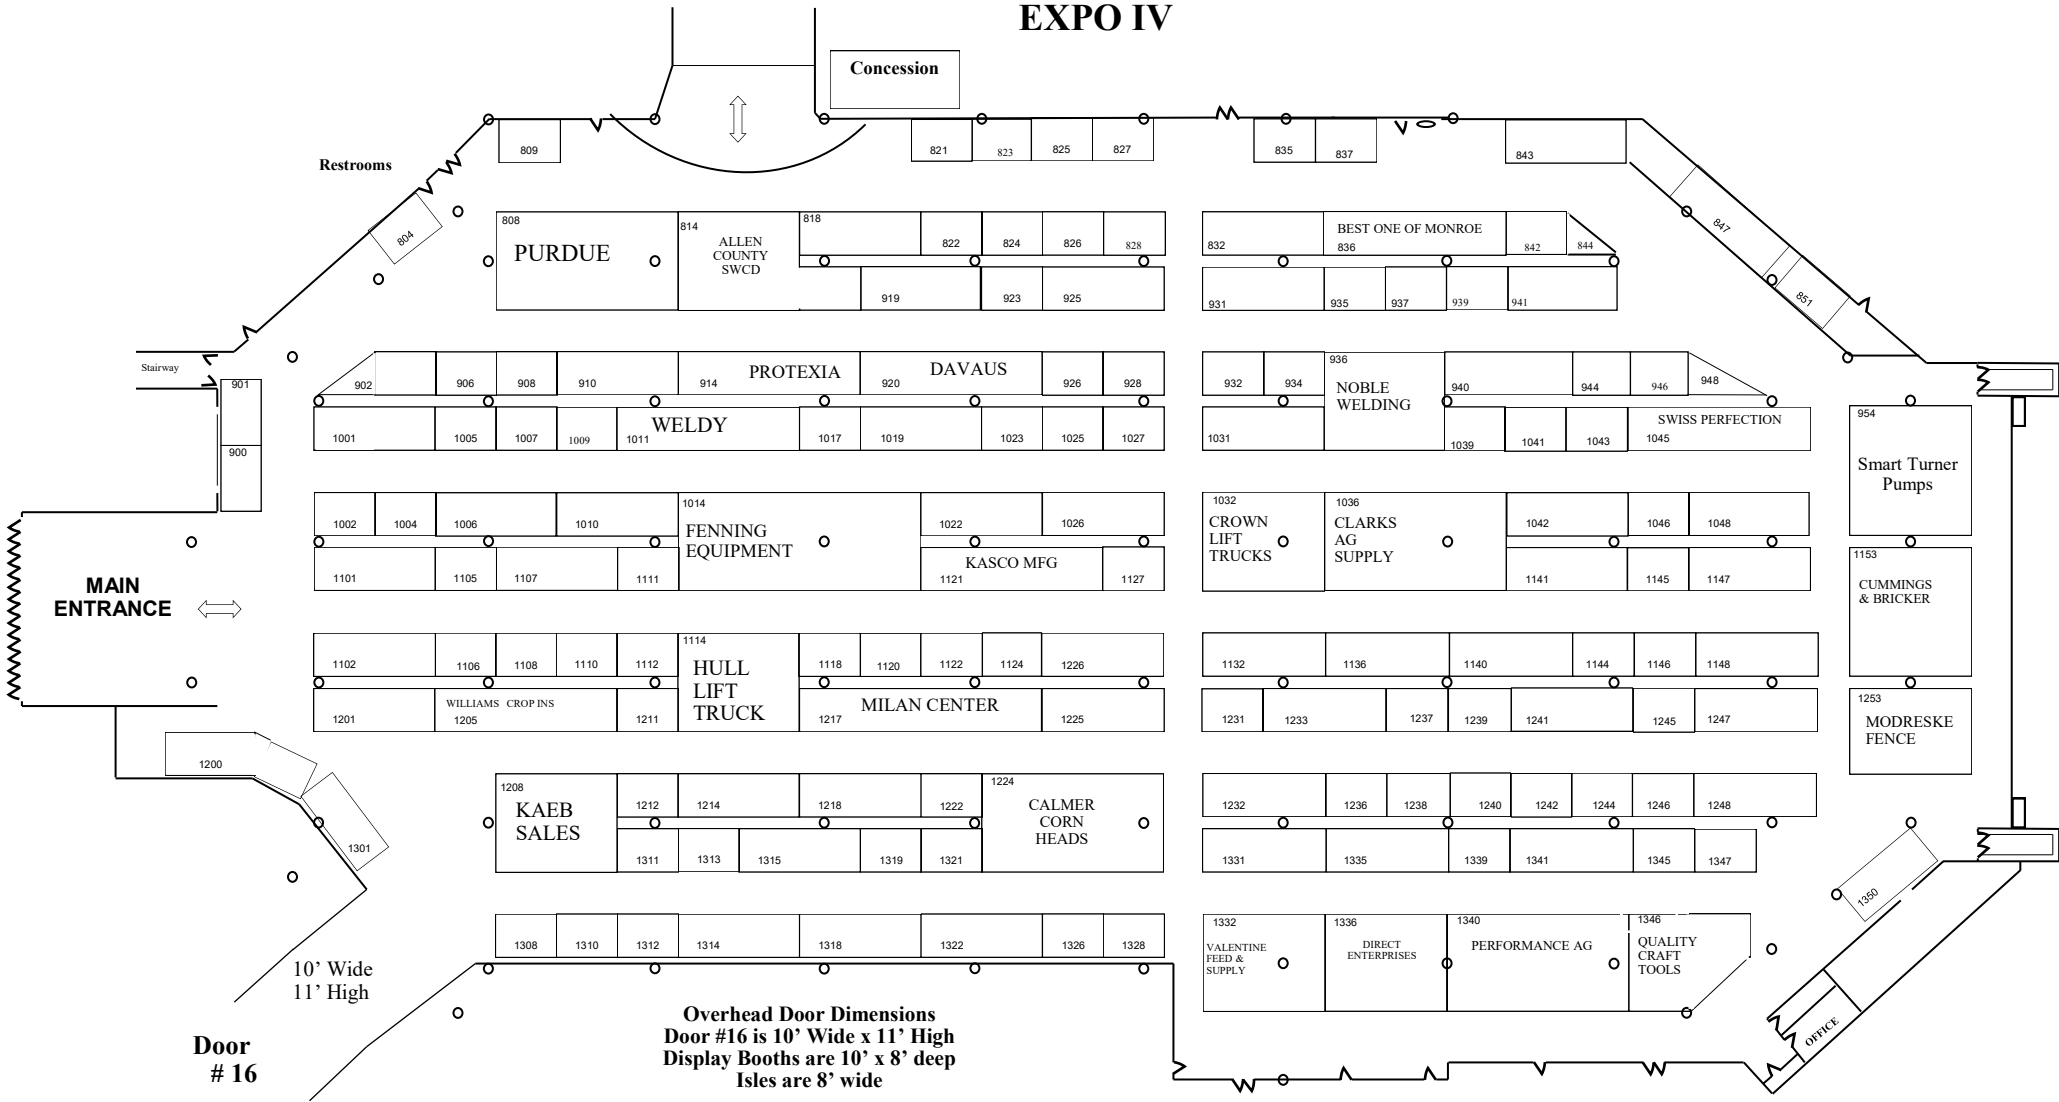 EXPO IV
Concession
Restrooms
809
821
823
825
827
835
837
843
804
847
851
808
PURDUE
814
ALLEN
COUNTY
SWCD
818
822
824
826
828
832
BEST ONE OF MONROE
836
842
844
919
923
925
931
935
937
939
941
Stairway
901
900
902
906
908
910
914
PROTEXIA
920
DAVAUS
926
928
932
934
936
NOBLE
WELDING
940
944
946
948
1001
1005
1007
1009
1011
WELDY
1017
1019
1023
1025
1027
1031
1039
1041
1043
SWISS PERFECTION
1045
954
Smart Turner
Pumps
1002
1004
1006
1010
1014
FENNING
EQUIPMENT
1022
1026
1032
CROWN
LIFT
TRUCKS
1036
CLARKS
AG
SUPPLY
1042
1046
1048
1101
1105
1107
1111
KASCO MFG
1121
1127
1141
1145
1147
1153
CUMMINGS
& BRICKER
MAIN
ENTRANCE
1102
1106
1108
1110
1112
1114
HULL
LIFT
TRUCK
1118
1120
1122
1124
1226
1132
1136
1140
1144
1146
1148
1201
WILLIAMS CROP INS
1205
1211
1217
MILAN CENTER
1225
1231
1233
1237
1239
1241
1245
1247
1253
MODRESKE
FENCE
1200
1301
1208
KAEB
SALES
1212
1214
1218
1222
1224
CALMER
CORN
HEADS
1232
1236
1238
1240
1242
1244
1246
1248
1311
1313
1315
1319
1321
1331
1335
1339
1341
1345
1347
1350
1308
1310
1312
1314
1318
1322
1326
1328
1332
VALENTINE
FEED &
SUPPLY
1336
DIRECT
ENTERPRISES
1340
PERFORMANCE AG
1346
QUALITY
CRAFT
TOOLS
10' Wide
11' High
Door
# 16
Overhead Door Dimensions
Door #16 is 10' Wide x 11' High
Display Booths are 10' x 8' deep
Isles are 8' wide
OFFICE